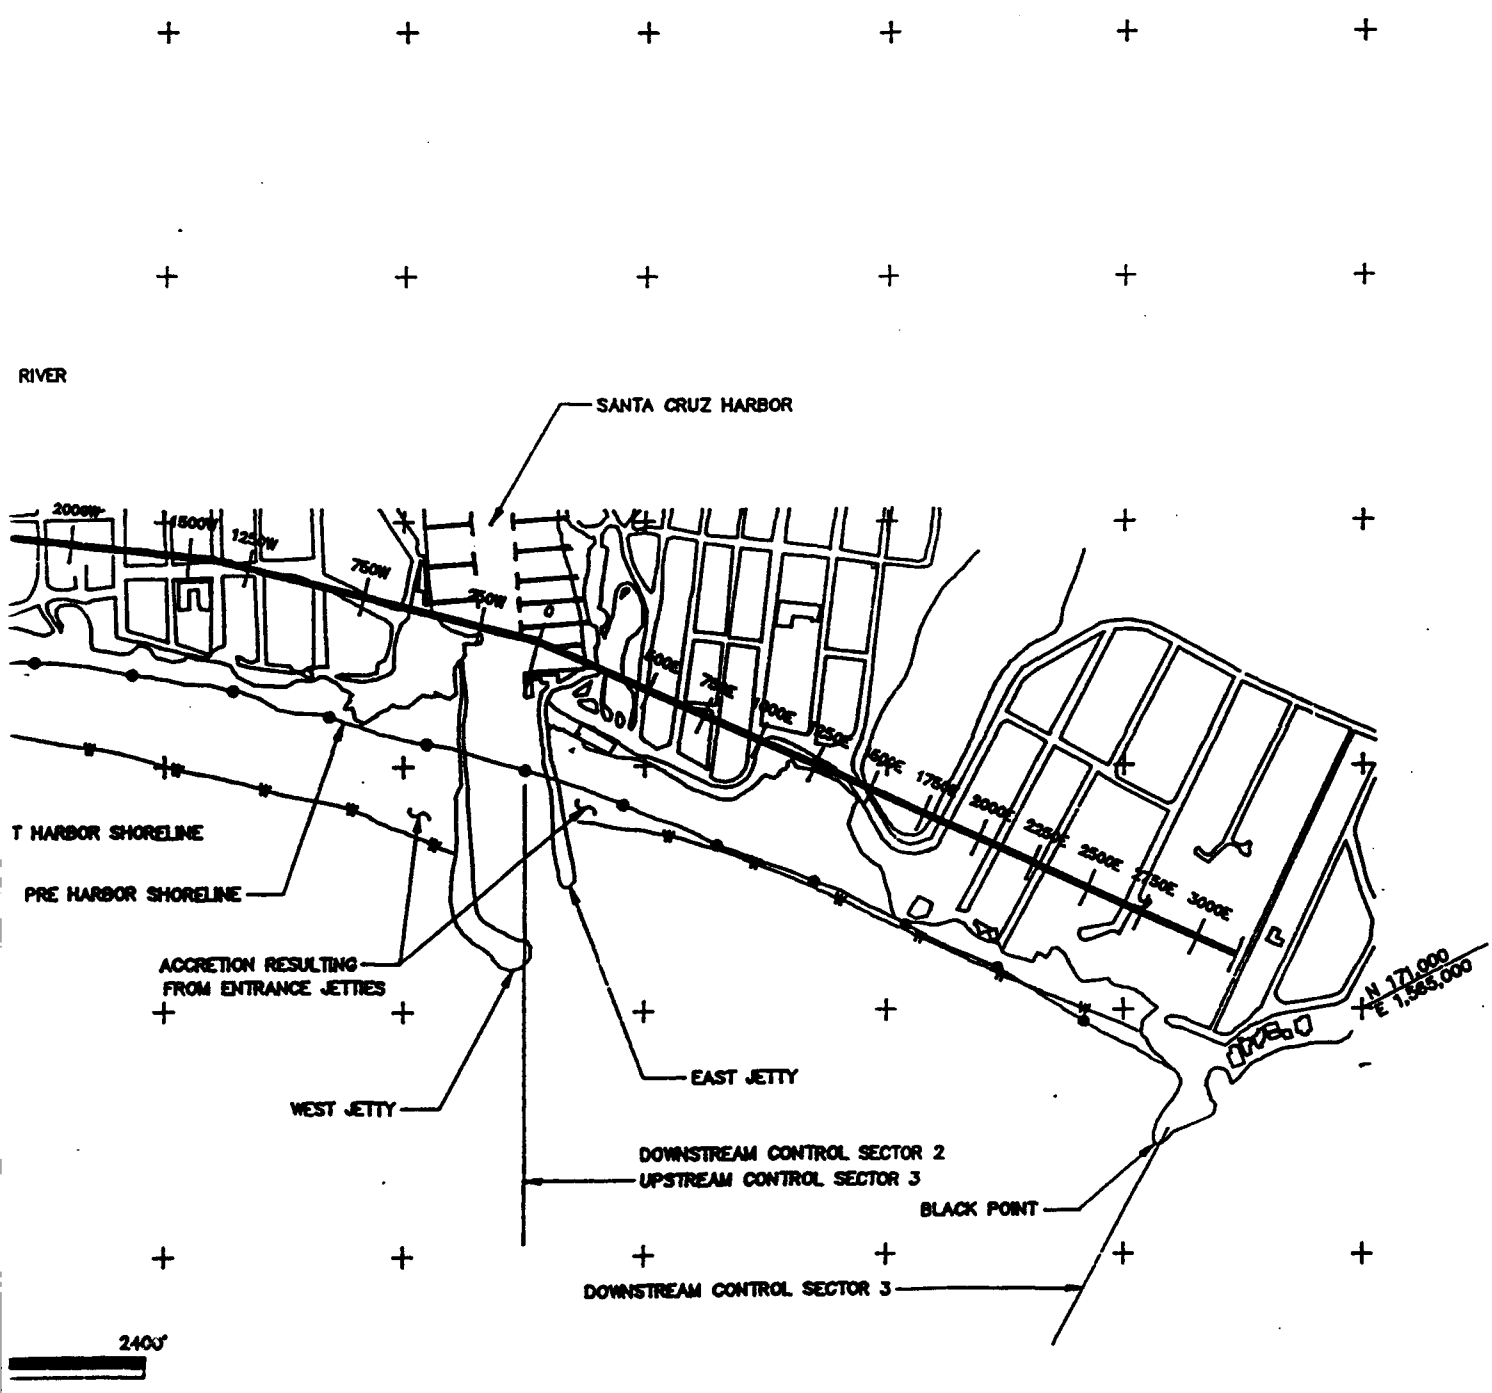 RIVER
SANTA CRUZ HARBOR
2000W
1500W
1250W
750W
250W
0
500E
750E
1000E
1250E
1500E
1750E
2000E
2250E
2500E
2750E
3000E
W W W W W
W W W W W W
T HARBOR SHORELINE
PRE HARBOR SHORELINE
ACCRETION RESULTING
FROM ENTRANCE JETTIES
N 171,000
E 1,565,000
EAST JETTY
WEST JETTY
DOWNSTREAM CONTROL SECTOR 2
UPSTREAM CONTROL SECTOR 3
BLACK POINT
DOWNSTREAM CONTROL SECTOR 3
2400'